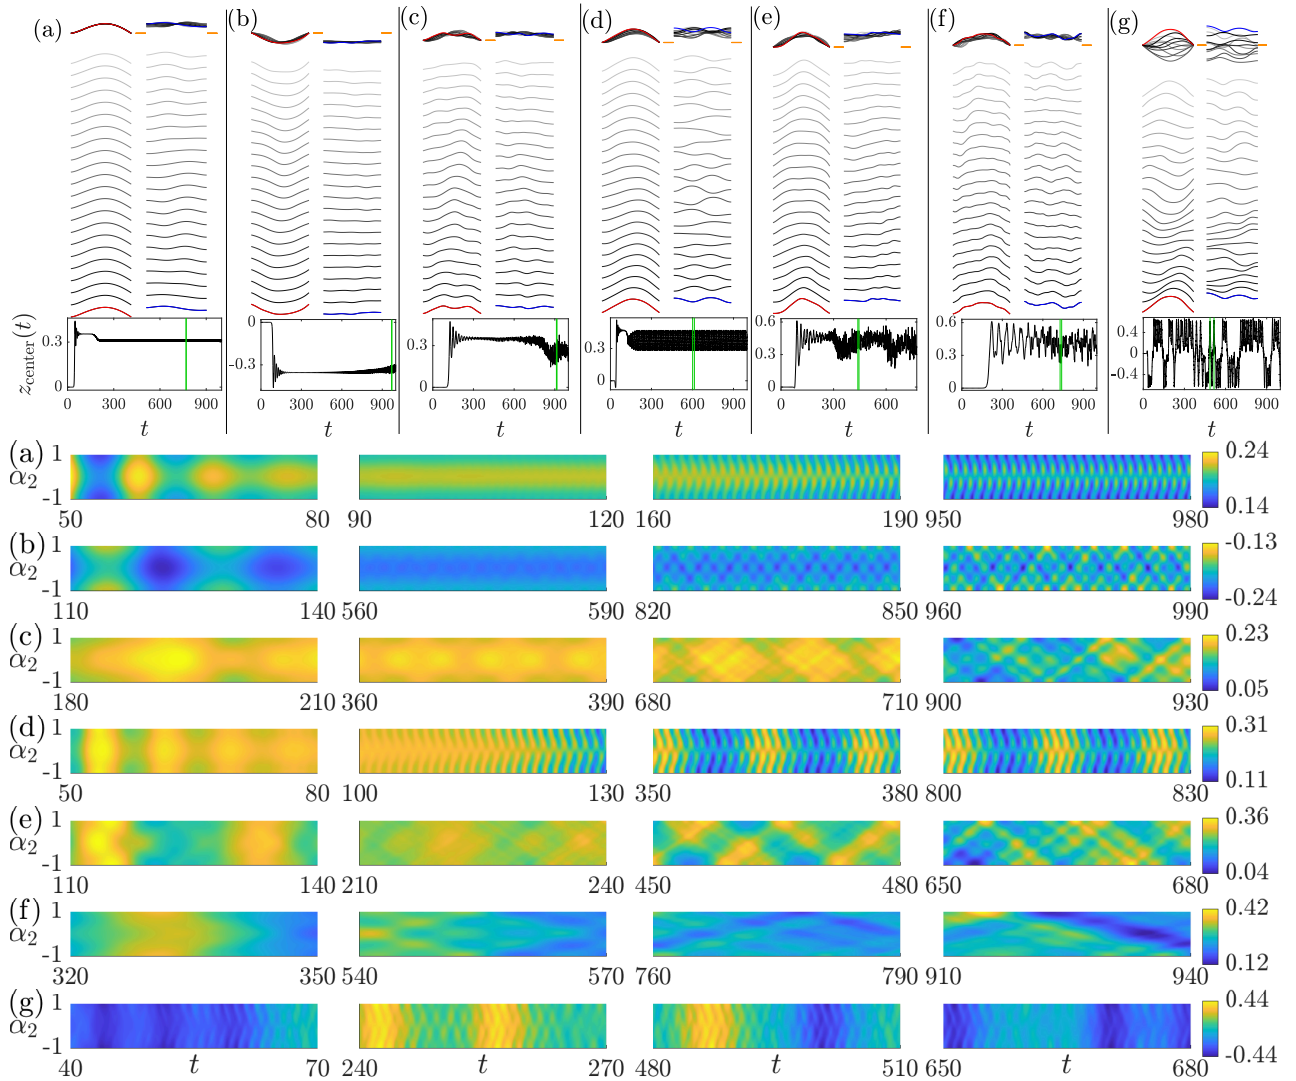 (a) (b) (c) (d) (e) (f) (g)
z_center(t)
0.3 0 0 300 600 900 t
0 -0.3 0 300 600 900 t
0.6 0.3 0 0 300 600 900 t
0.3 0 0 300 600 900 t
0.6 0.3 0 0 300 600 t
0.6 0.3 0 0 300 600 900 t
0.4 0 -0.4 0 300 600 900 t
(a) α₂ 1 -1 50 80 90 120 160 190 950 980 0.24 0.14
(b) α₂ 1 -1 110 140 560 590 820 850 960 990 -0.13 -0.24
(c) α₂ 1 -1 180 210 360 390 680 710 900 930 0.23 0.05
(d) α₂ 1 -1 50 80 100 130 350 380 800 830 0.31 0.11
(e) α₂ 1 -1 110 140 210 240 450 480 650 680 0.36 0.04
(f) α₂ 1 -1 320 350 540 570 760 790 910 940 0.42 0.12
(g) α₂ 1 -1 40 t 70 240 t 270 480 t 510 650 t 680 0.44 -0.44